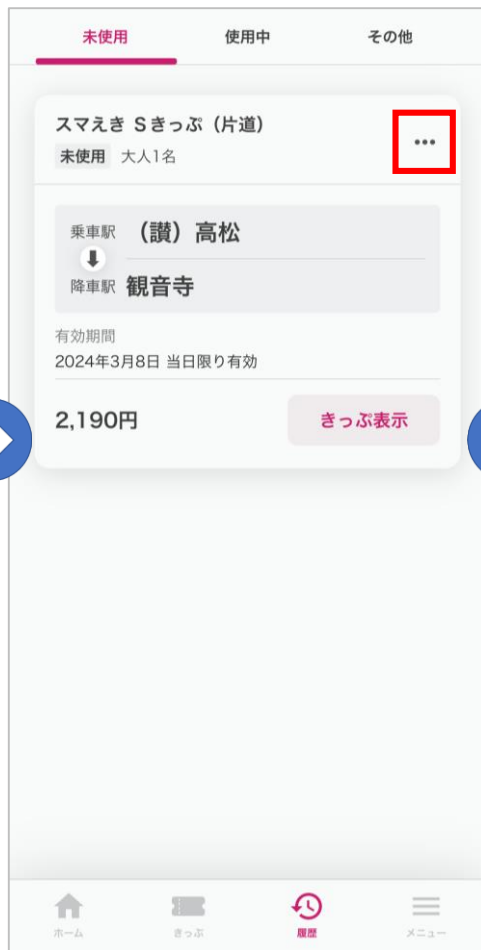 未使用 使用中 その他
スマえき Sきっぷ（片道）
未使用 大人1名
乗車駅 （讃）高松
降車駅 観音寺
有効期間
2024年3月8日 当日限り有効
2,190円 きっぷ表示
ホーム きっぷ 履歴 メニュー